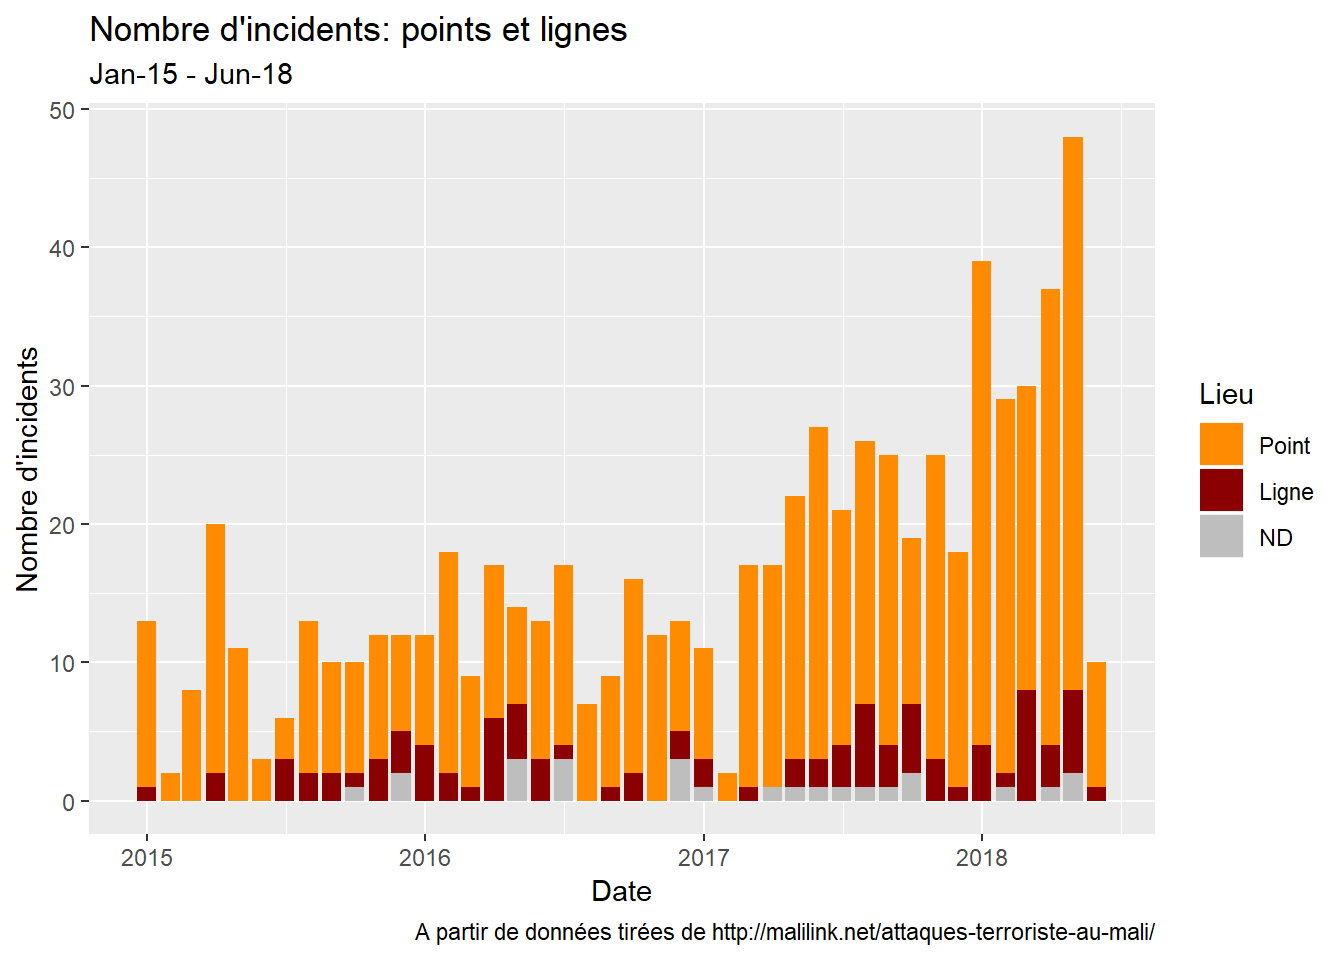 Nombre d'incidents: points et lignes
Jan-15 - Jun-18
Nombre d'incidents
50
40
30
20
10
0
2015 2016 2017 2018
Date
Lieu
Point
Ligne
ND
A partir de données tirées de http://malilink.net/attaques-terroriste-au-mali/